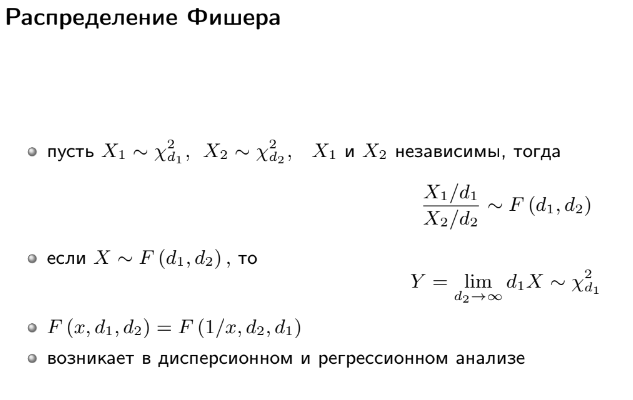 Распределение Фишера
пусть $X_1 \sim \chi^2_{d_1}$, $X_2 \sim \chi^2_{d_2}$, $X_1$ и $X_2$ независимы, тогда
$\frac{X_1/d_1}{X_2/d_2} \sim F(d_1, d_2)$
если $X \sim F(d_1, d_2)$, то
$Y = \lim_{d_2 \to \infty} d_1 X \sim \chi^2_{d_1}$
$F(x, d_1, d_2) = F(1/x, d_2, d_1)$
возникает в дисперсионном и регрессионном анализе